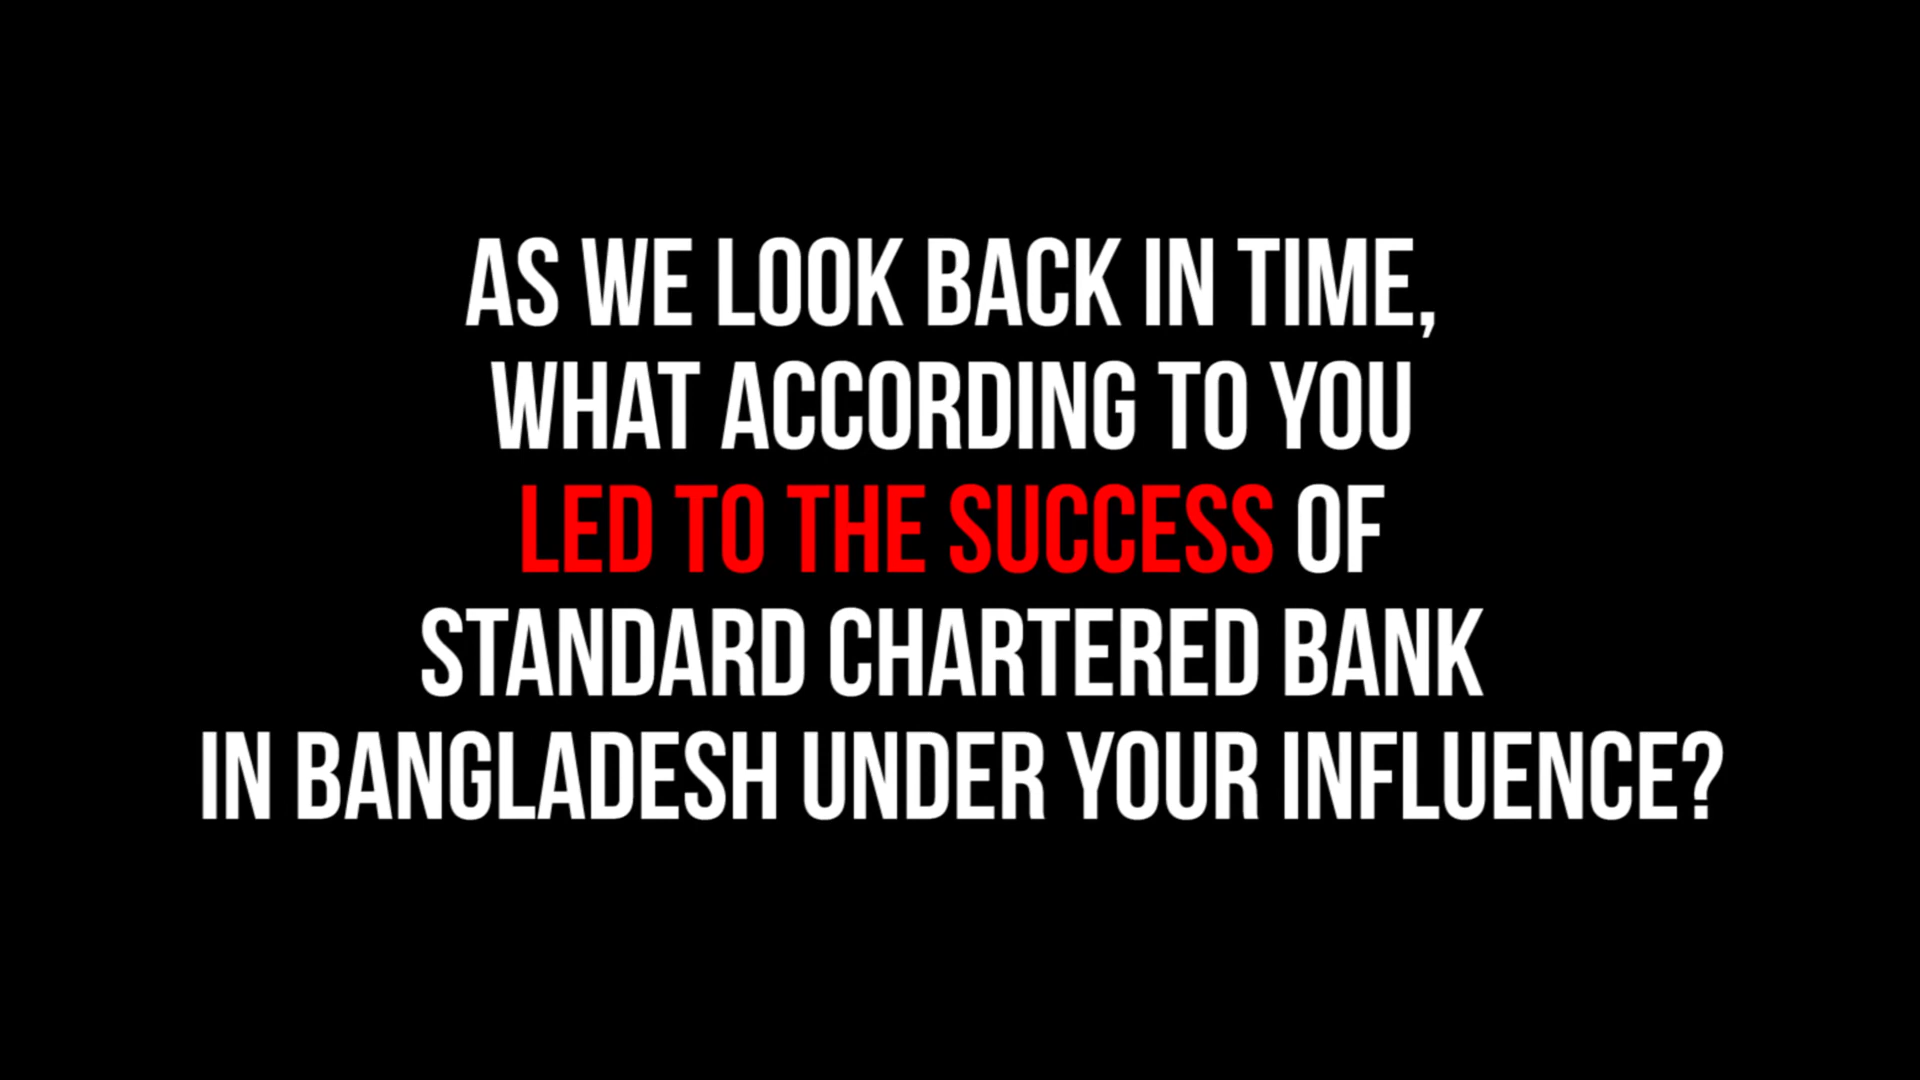 AS WE LOOK BACK IN TIME,
WHAT ACCORDING TO YOU
LED TO THE SUCCESS OF
STANDARD CHARTERED BANK
IN BANGLADESH UNDER YOUR INFLUENCE?